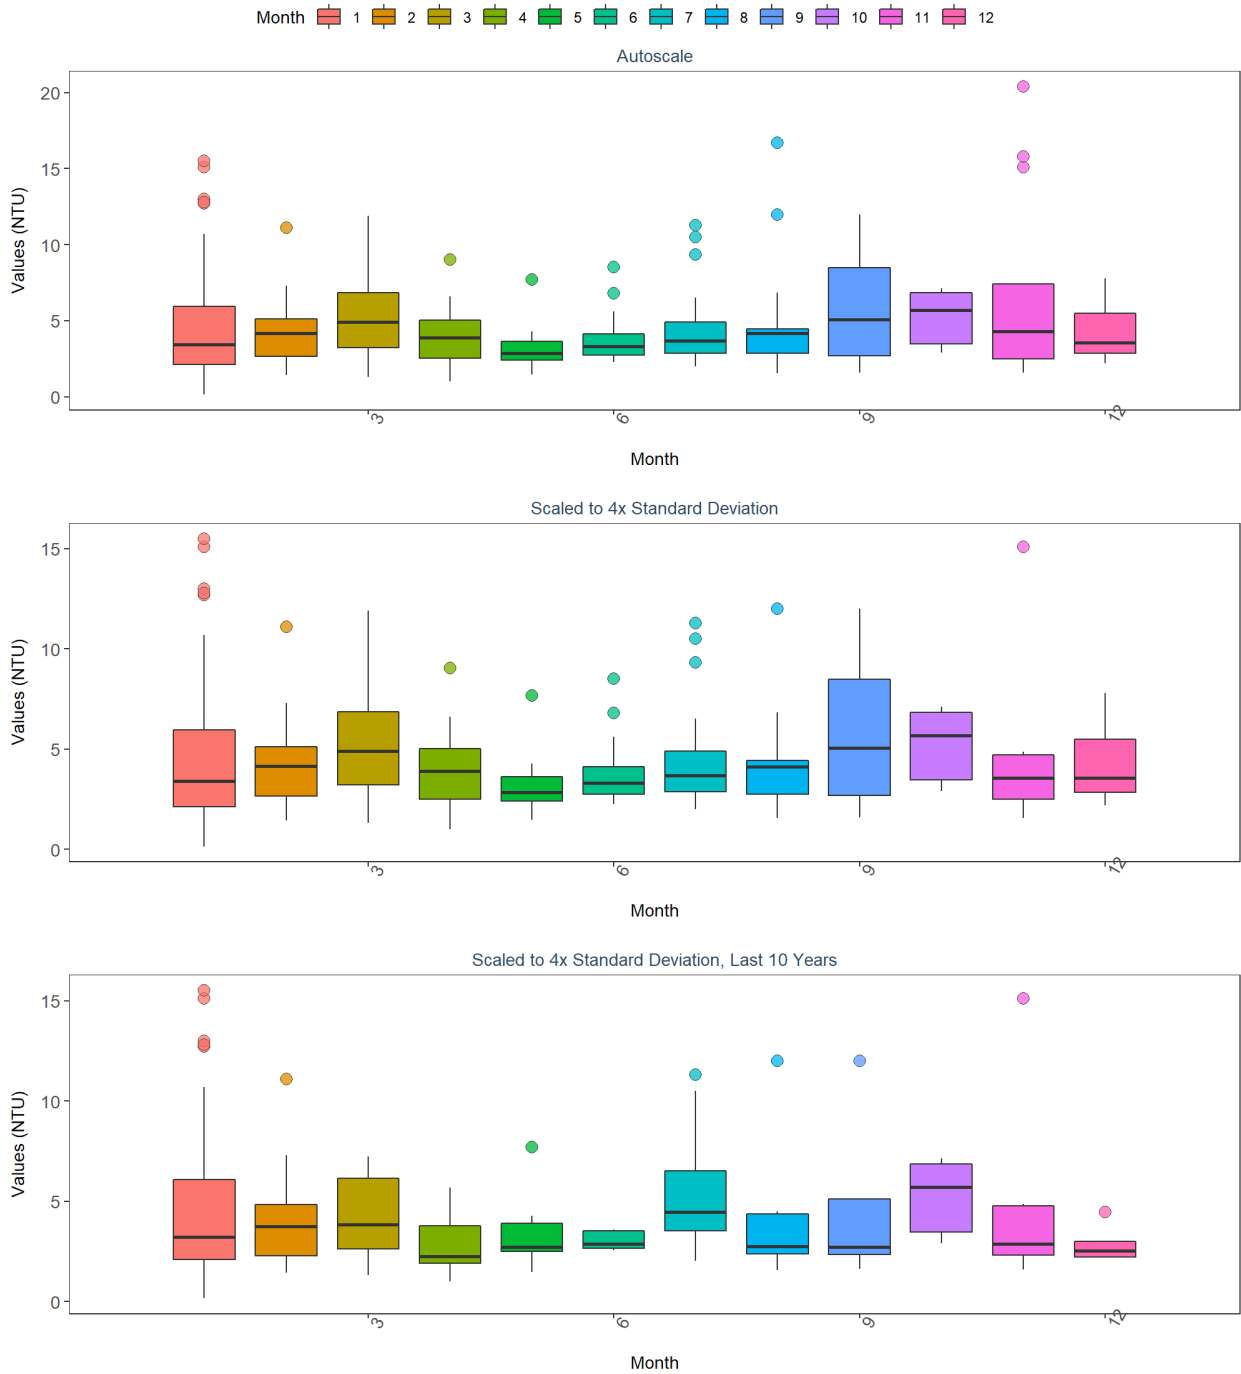 Month 1 2 3 4 5 6 7 8 9 10 11 12
Autoscale
Values (NTU)
20
15
10
5
0
3 6 9 12
Month
Scaled to 4x Standard Deviation
Values (NTU)
15
10
5
0
3 6 9 12
Month
Scaled to 4x Standard Deviation, Last 10 Years
Values (NTU)
15
10
5
0
3 6 9 12
Month